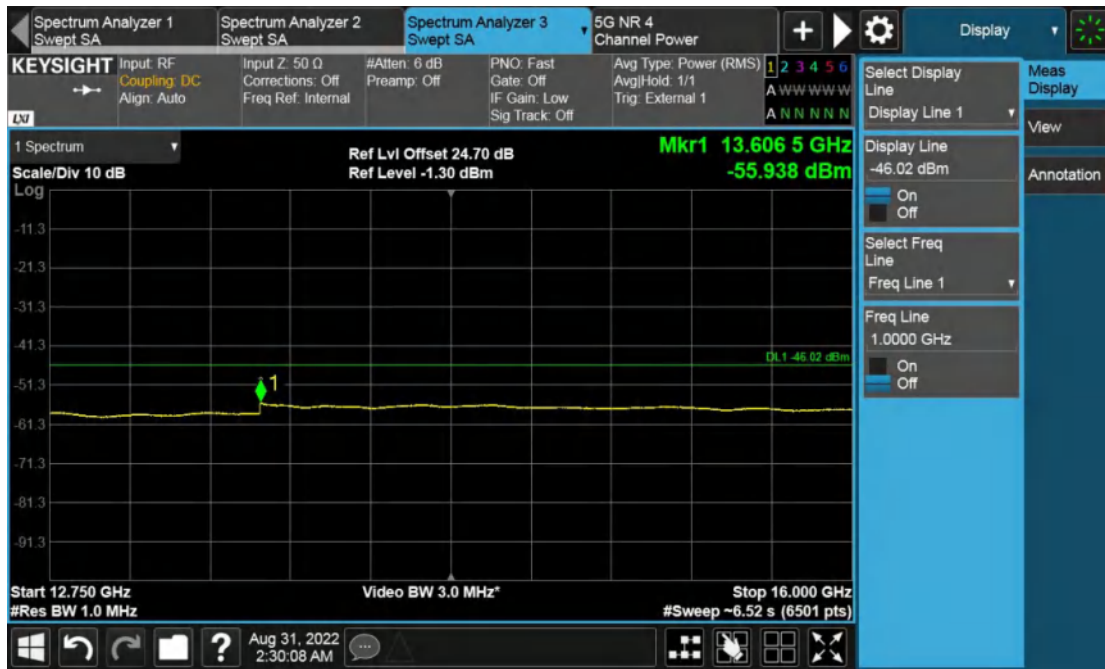 Spectrum Analyzer 1
Swept SA
Spectrum Analyzer 2
Swept SA
Spectrum Analyzer 3
Swept SA
5G NR 4
Channel Power
Display
KEYSIGHT
LXI
Input: RF
Coupling: DC
Align: Auto
Input Z: 50 Ω
Corrections: Off
Freq Ref: Internal
#Atten: 6 dB
Preamp: Off
PNO: Fast
Gate: Off
IF Gain: Low
Sig Track: Off
Avg Type: Power (RMS)
Avg|Hold: 1/1
Trig: External 1
1 2 3 4 5 6
A W W W W W
A N N N N N
1 Spectrum
Scale/Div 10 dB
Log
Ref Lvl Offset 24.70 dB
Ref Level -1.30 dBm
Mkr1 13.606 5 GHz
-55.938 dBm
-11.3
-21.3
-31.3
-41.3
-51.3
-61.3
-71.3
-81.3
-91.3
DL1 -46.02 dBm
1
Start 12.750 GHz
#Res BW 1.0 MHz
Video BW 3.0 MHz*
Stop 16.000 GHz
#Sweep ~6.52 s (6501 pts)
Select Display
Line
Display Line 1
Display Line
-46.02 dBm
On
Off
Select Freq
Line
Freq Line 1
Freq Line
1.0000 GHz
On
Off
Meas
Display
View
Annotation
?
Aug 31, 2022
2:30:08 AM